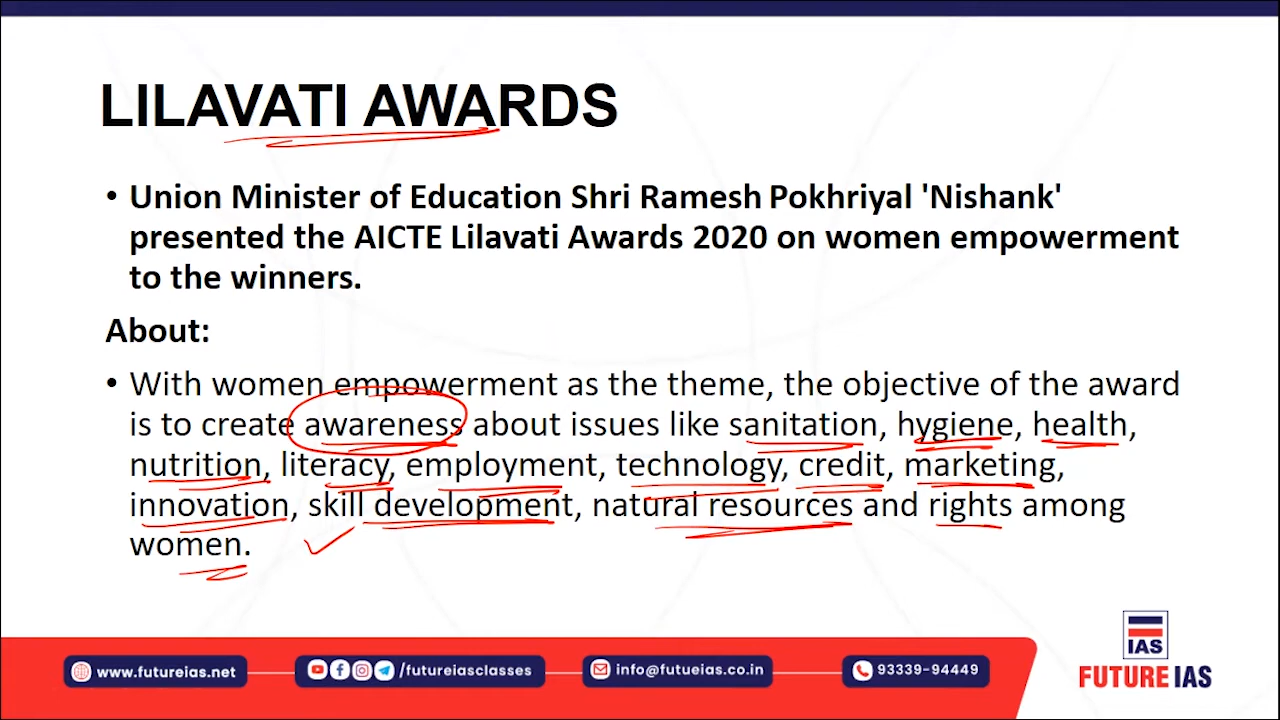 LILAVATI AWARDS
• Union Minister of Education Shri Ramesh Pokhriyal 'Nishank'
presented the AICTE Lilavati Awards 2020 on women empowerment
to the winners.
About:
• With women empowerment as the theme, the objective of the award
is to create awareness about issues like sanitation, hygiene, health,
nutrition, literacy, employment, technology, credit, marketing,
innovation, skill development, natural resources and rights among
women.
www.futureias.net
/futureiasclasses
info@futueias.co.in
93339-94449
IAS
FUTURE IAS